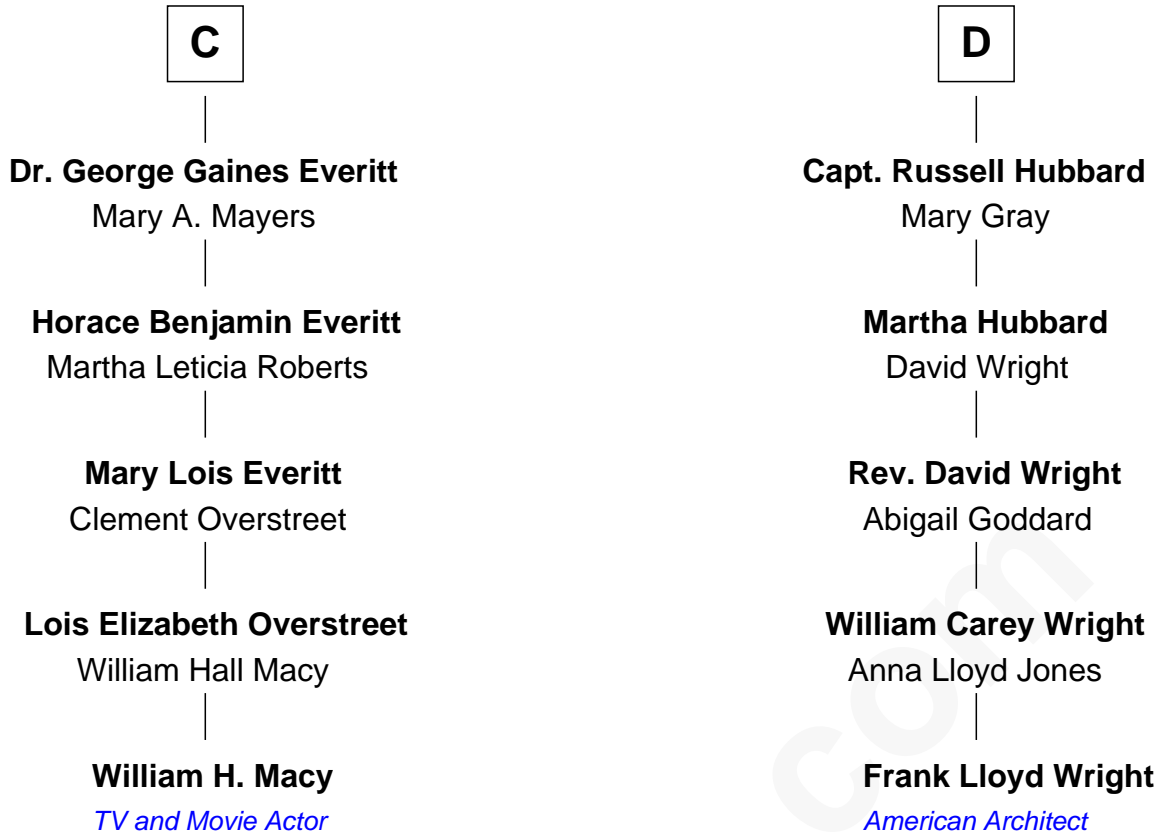 C
Dr. George Gaines Everitt
Mary A. Mayers
Horace Benjamin Everitt
Martha Leticia Roberts
Mary Lois Everitt
Clement Overstreet
Lois Elizabeth Overstreet
William Hall Macy
William H. Macy
TV and Movie Actor
D
Capt. Russell Hubbard
Mary Gray
Martha Hubbard
David Wright
Rev. David Wright
Abigail Goddard
William Carey Wright
Anna Lloyd Jones
Frank Lloyd Wright
American Architect
com